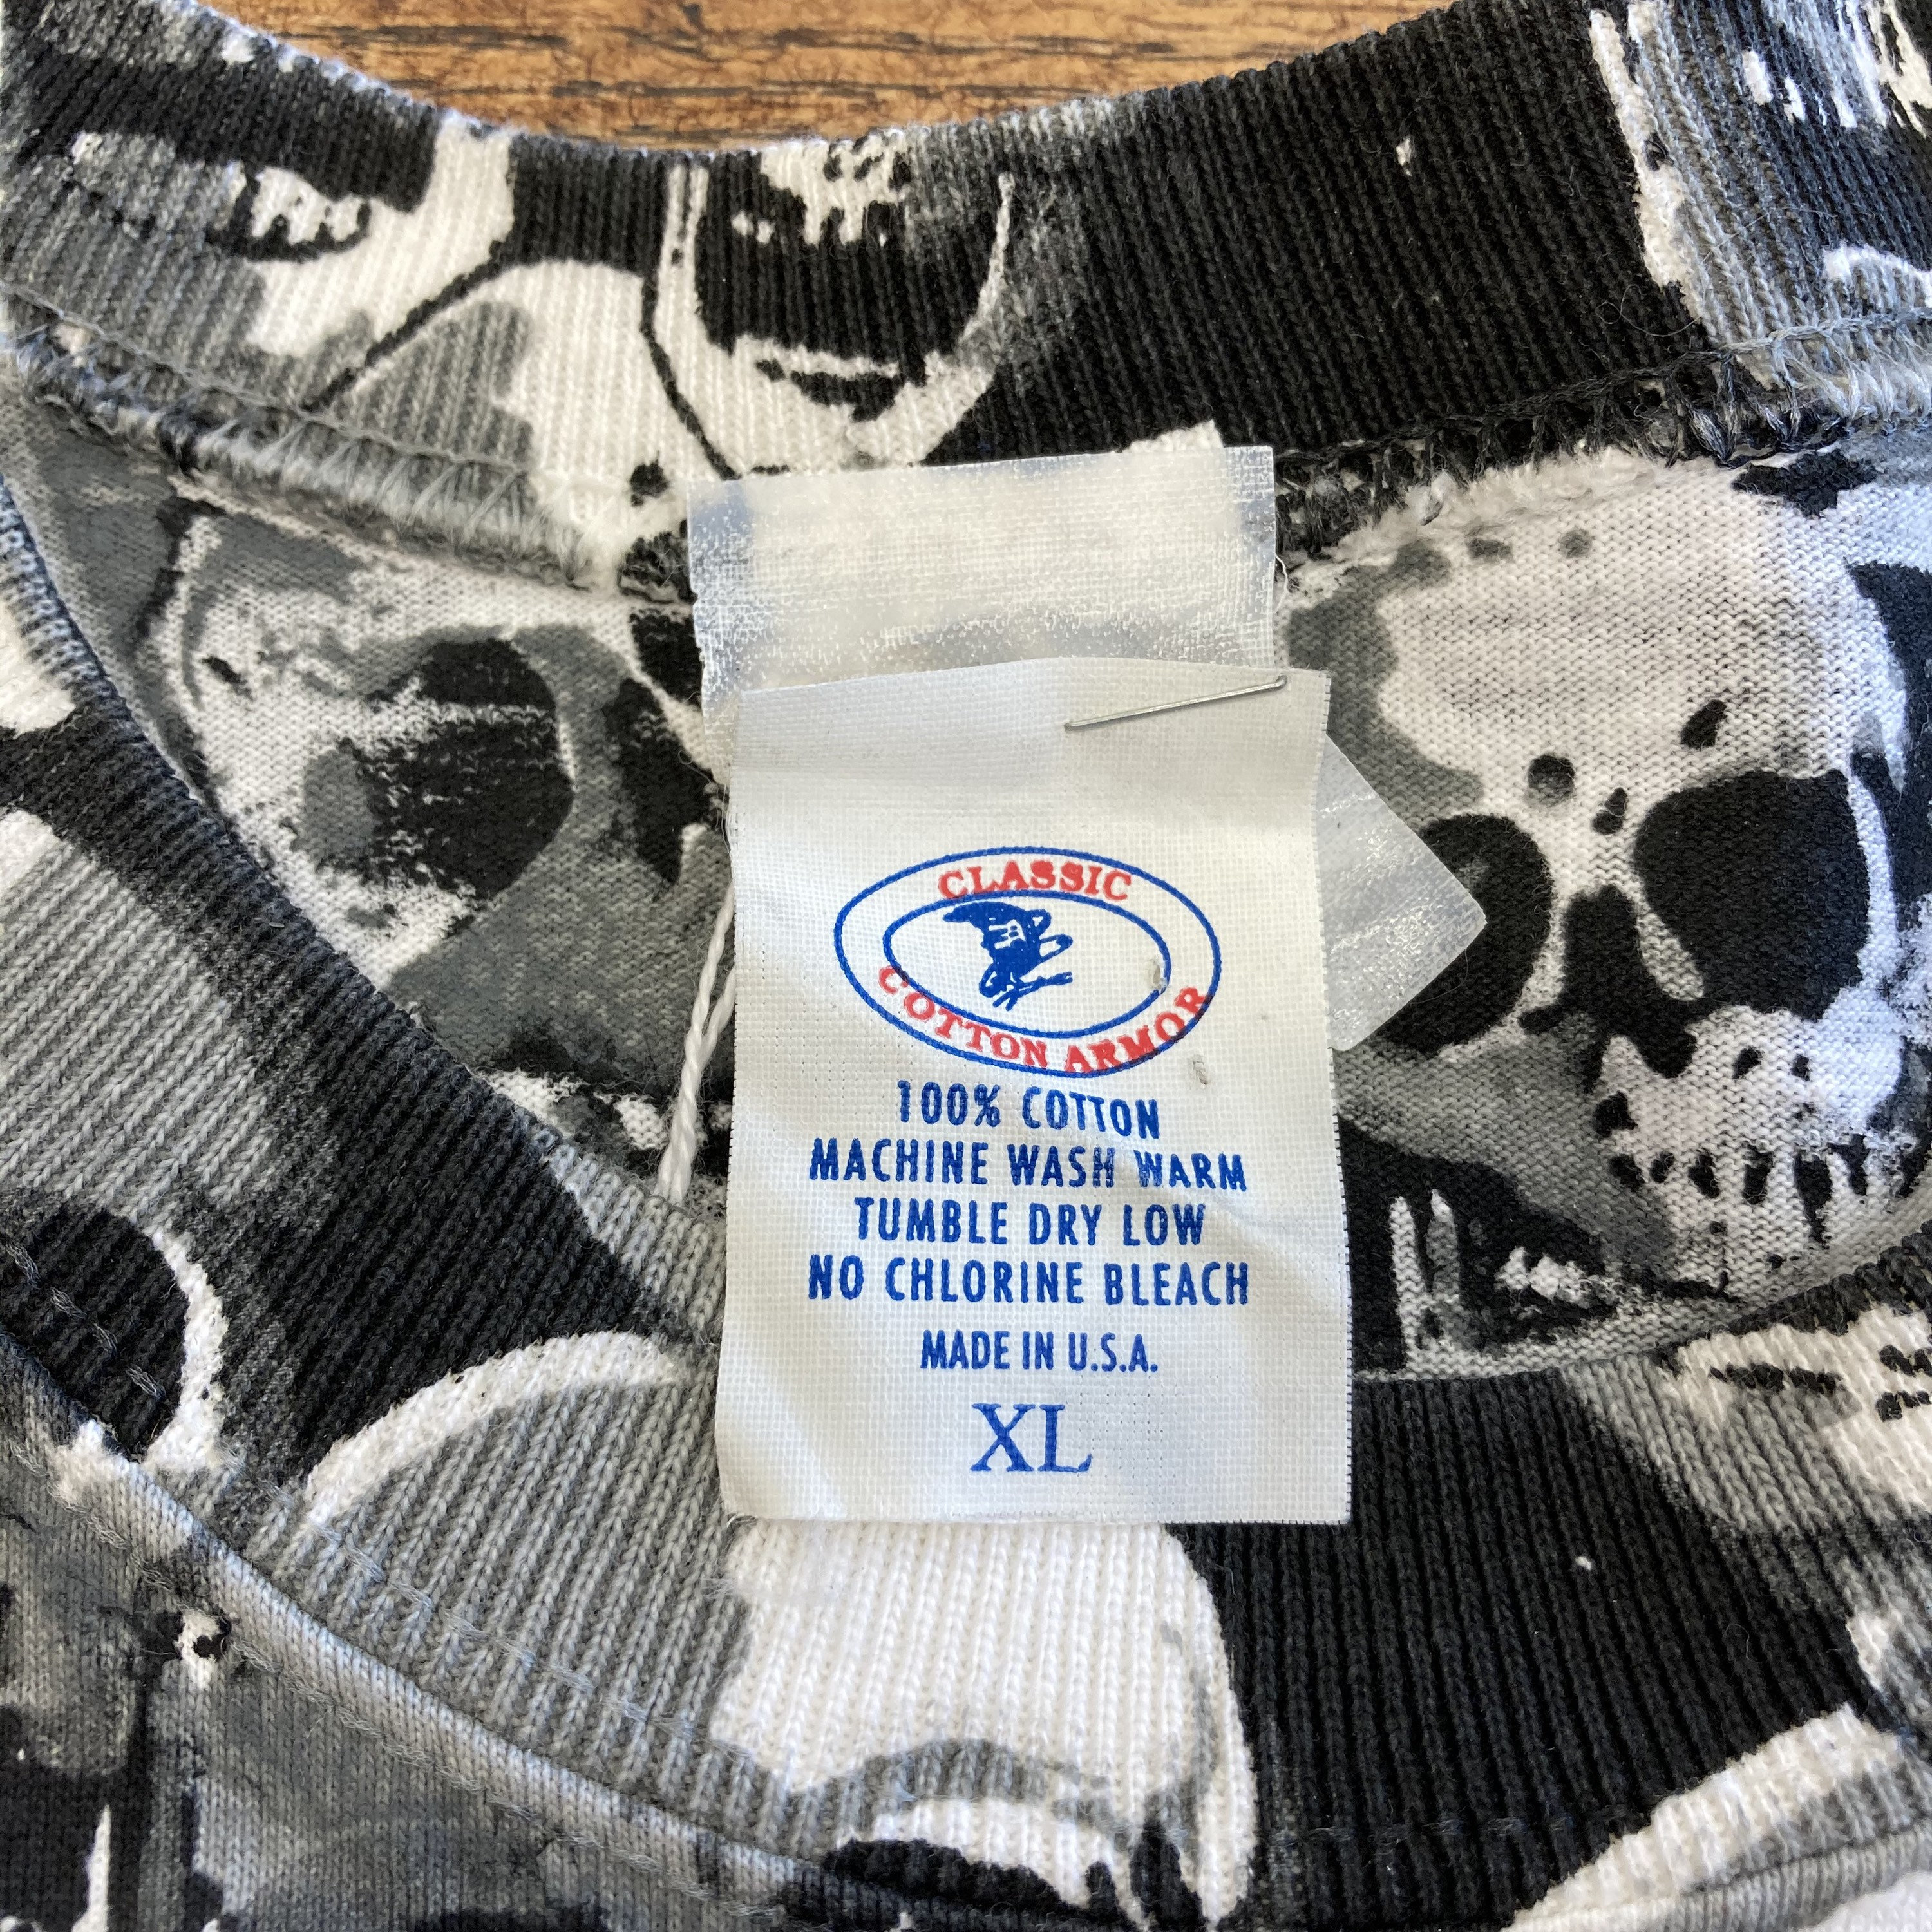 CLASSIC
COTTON ARMOR
100% COTTON
MACHINE WASH WARM
TUMBLE DRY LOW
NO CHLORINE BLEACH
MADE IN U.S.A.
XL